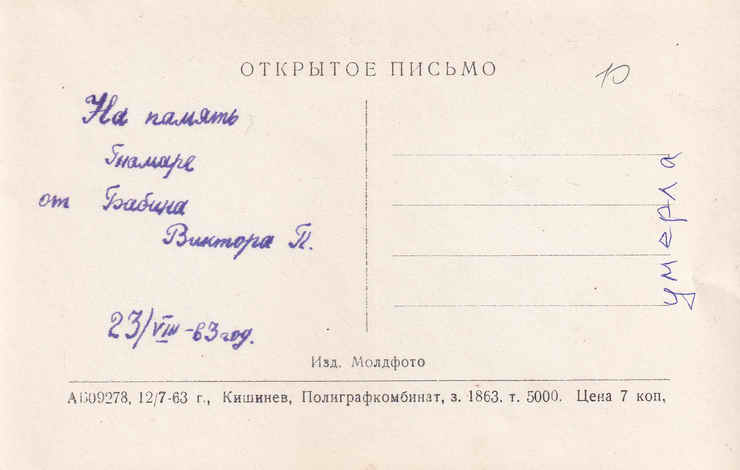 ОТКРЫТОЕ ПИСЬМО
10
На память
Тамаре
от Бабина
Виктора П.
23/VIII-63 год.
умерла
Изд. Молдфото
АБ09278, 12/7-63 г., Кишинев, Полиграфкомбинат, з. 1863. т. 5000. Цена 7 коп,